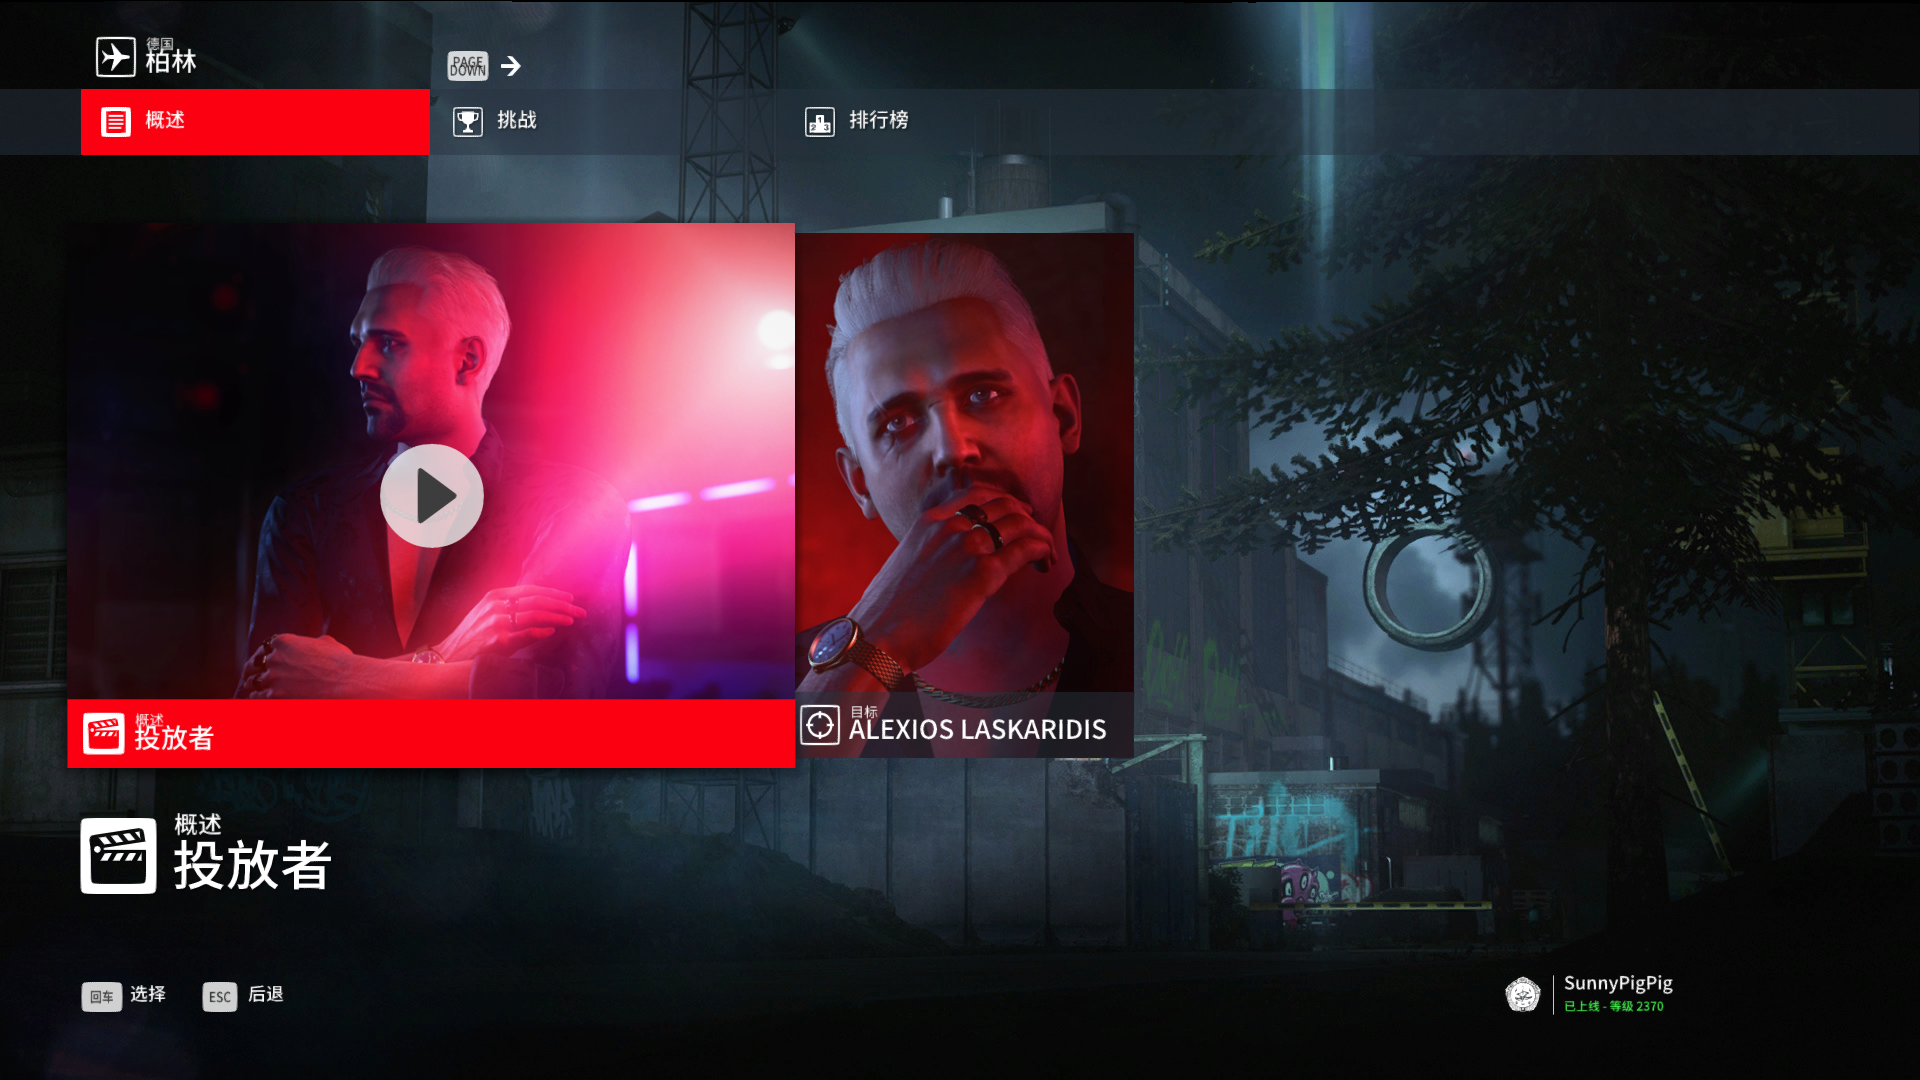 德国
柏林
PAGE
DOWN
概述
挑战
排行榜
概述
投放者
目标
ALEXIOS LASKARIDIS
概述
投放者
回车 选择
ESC 后退
SunnyPigPig
已上线 - 等级 2370